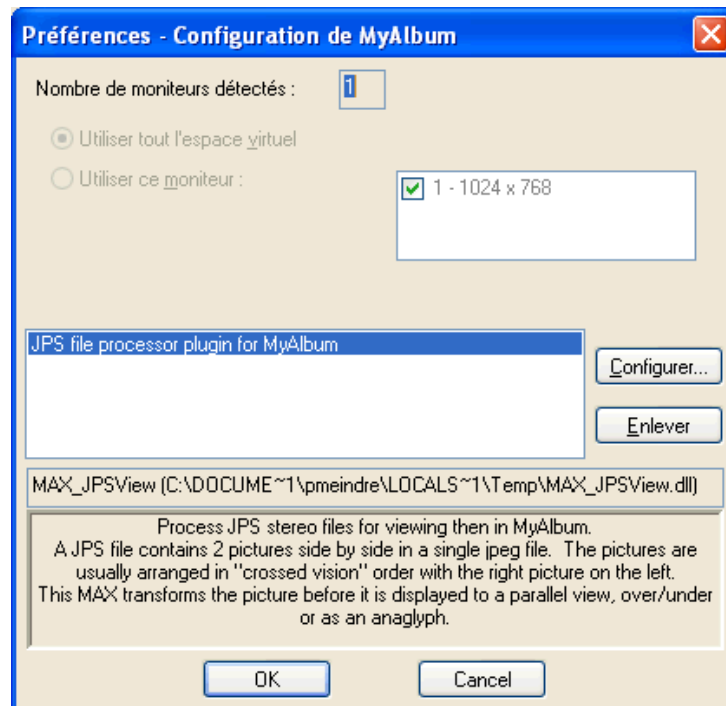 Préférences - Configuration de MyAlbum
Nombre de moniteurs détectés : 1
Utiliser tout l'espace virtuel
Utiliser ce moniteur :
1 - 1024 x 768
JPS file processor plugin for MyAlbum
Configurer...
Enlever
MAX_JPSView (C:\DOCUME~1\pmeindre\LOCALS~1\Temp\MAX_JPSView.dll)
Process JPS stereo files for viewing then in MyAlbum.
A JPS file contains 2 pictures side by side in a single jpeg file. The pictures are
usually arranged in "crossed vision" order with the right picture on the left.
This MAX transforms the picture before it is displayed to a parallel view, over/under
or as an anaglyph.
OK
Cancel